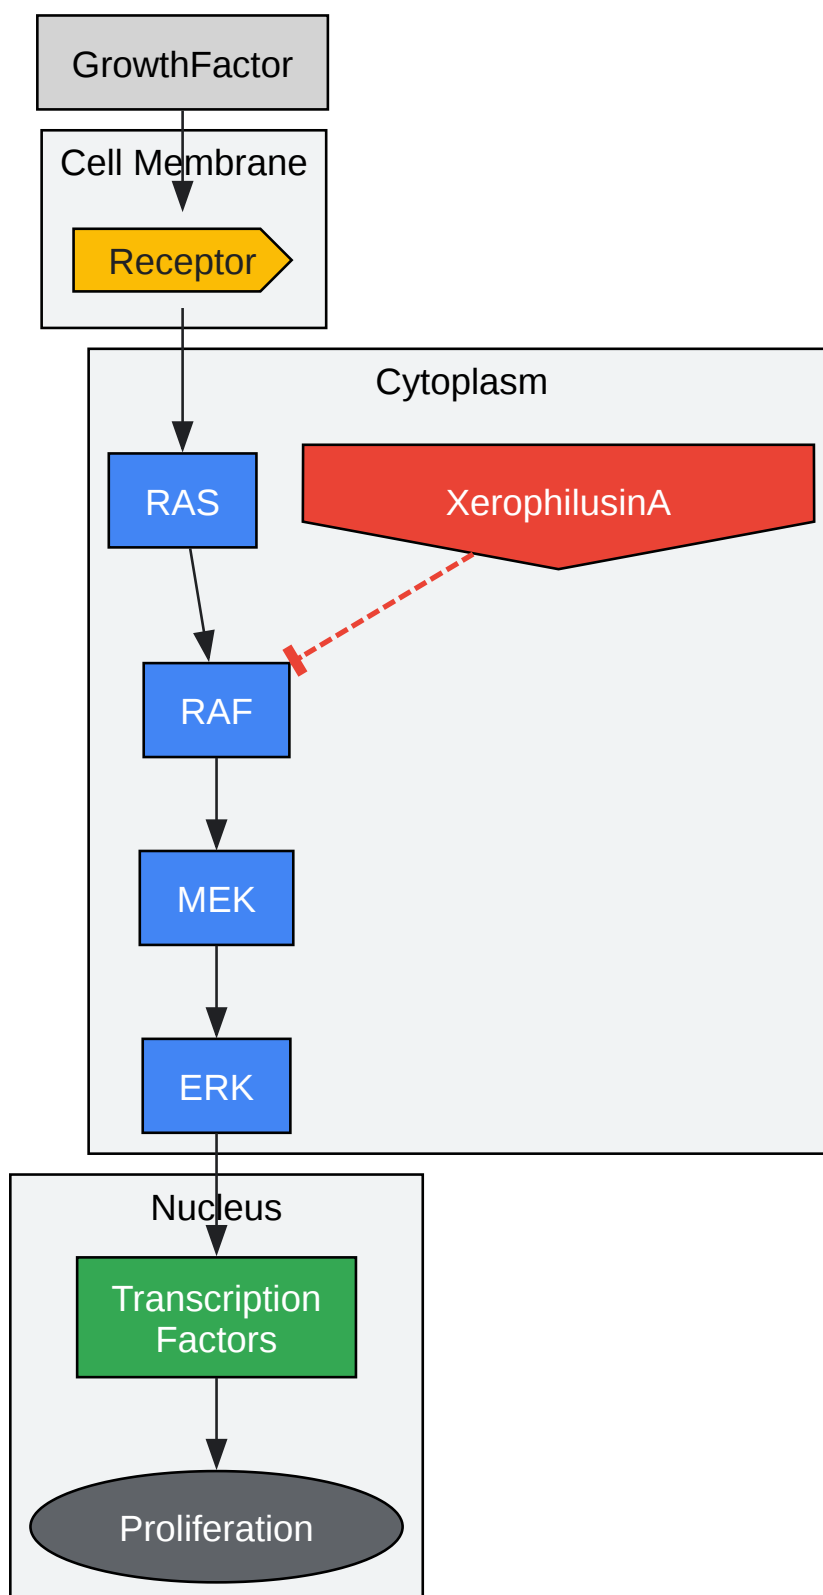 GrowthFactor
Cell Membrane
Receptor
Cytoplasm
RAS
XerophilusinA
RAF
MEK
ERK
Nucleus
Transcription
Factors
Proliferation